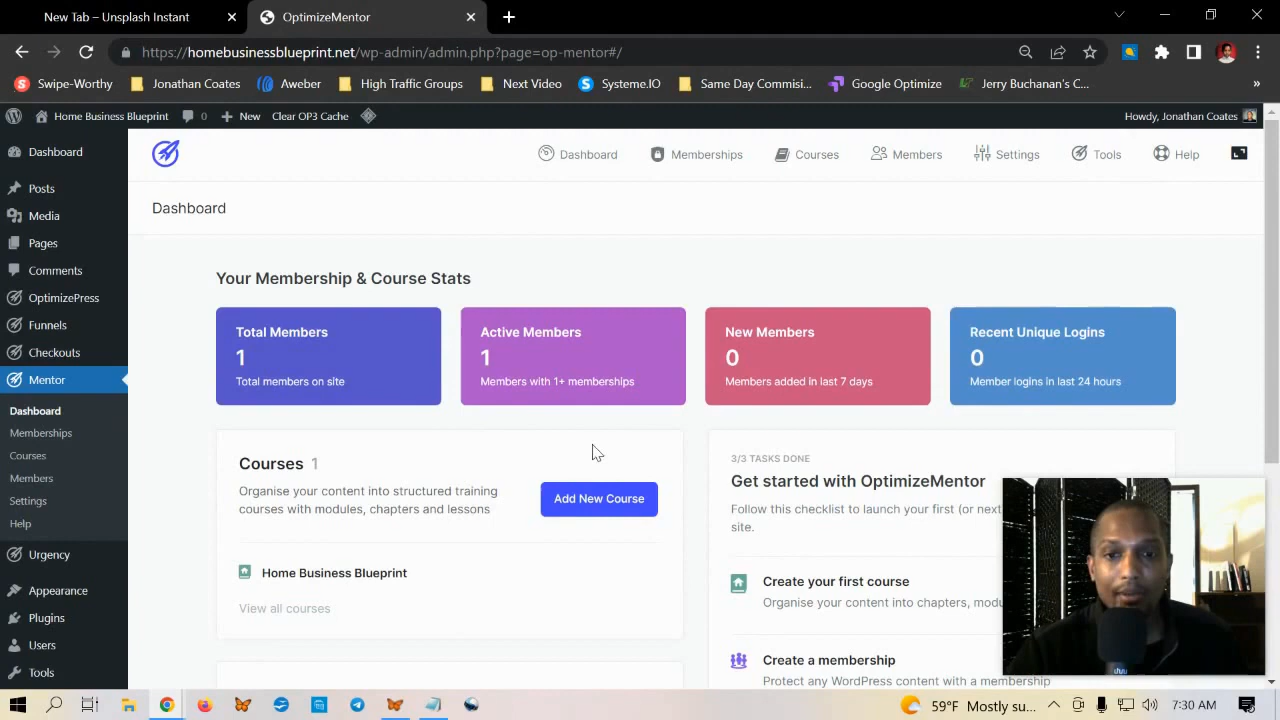 New Tab – Unsplash Instant
OptimizeMentor
https://homebusinessblueprint.net/wp-admin/admin.php?page=op-mentor#/
Swipe-Worthy
Jonathan Coates
Aweber
High Traffic Groups
Next Video
Systeme.IO
Same Day Commisi...
Google Optimize
Jerry Buchanan's C...
»
Home Business Blueprint
0
New
Clear OP3 Cache
Howdy, Jonathan Coates
Dashboard
Posts
Media
Pages
Comments
OptimizePress
Funnels
Checkouts
Mentor
Dashboard
Memberships
Courses
Members
Settings
Help
Urgency
Appearance
Plugins
Users
Tools
Dashboard
Memberships
Courses
Members
Settings
Tools
Help
Dashboard
Your Membership & Course Stats
Total Members
1
Total members on site
Active Members
1
Members with 1+ memberships
New Members
0
Members added in last 7 days
Recent Unique Logins
0
Member logins in last 24 hours
Courses 1
Organise your content into structured training
courses with modules, chapters and lessons
Add New Course
Home Business Blueprint
View all courses
3/3 TASKS DONE
Get started with OptimizeMentor
Follow this checklist to launch your first (or next
site.
Create your first course
Organise your content into chapters, modu
Create a membership
Protect any WordPress content with a membership
59°F Mostly su...
7:30 AM